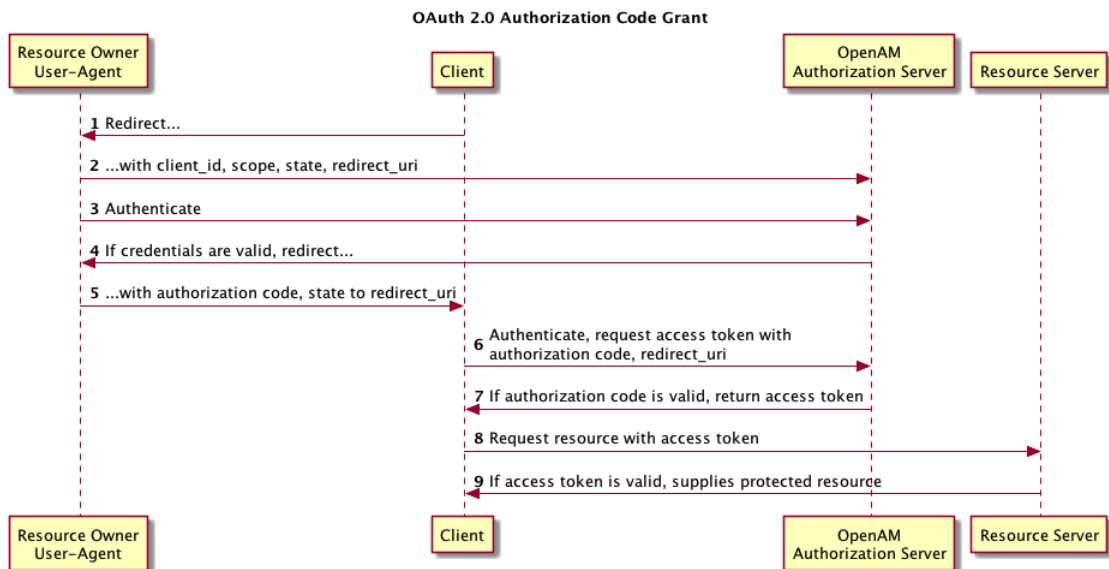 OAuth 2.0 Authorization Code Grant
Resource Owner
User-Agent
Client
OpenAM
Authorization Server
Resource Server
1 Redirect...
2 ...with client_id, scope, state, redirect_uri
3 Authenticate
4 If credentials are valid, redirect...
5 ...with authorization code, state to redirect_uri
6 Authenticate, request access token with
authorization code, redirect_uri
7 If authorization code is valid, return access token
8 Request resource with access token
9 If access token is valid, supplies protected resource
Resource Owner
User-Agent
Client
OpenAM
Authorization Server
Resource Server